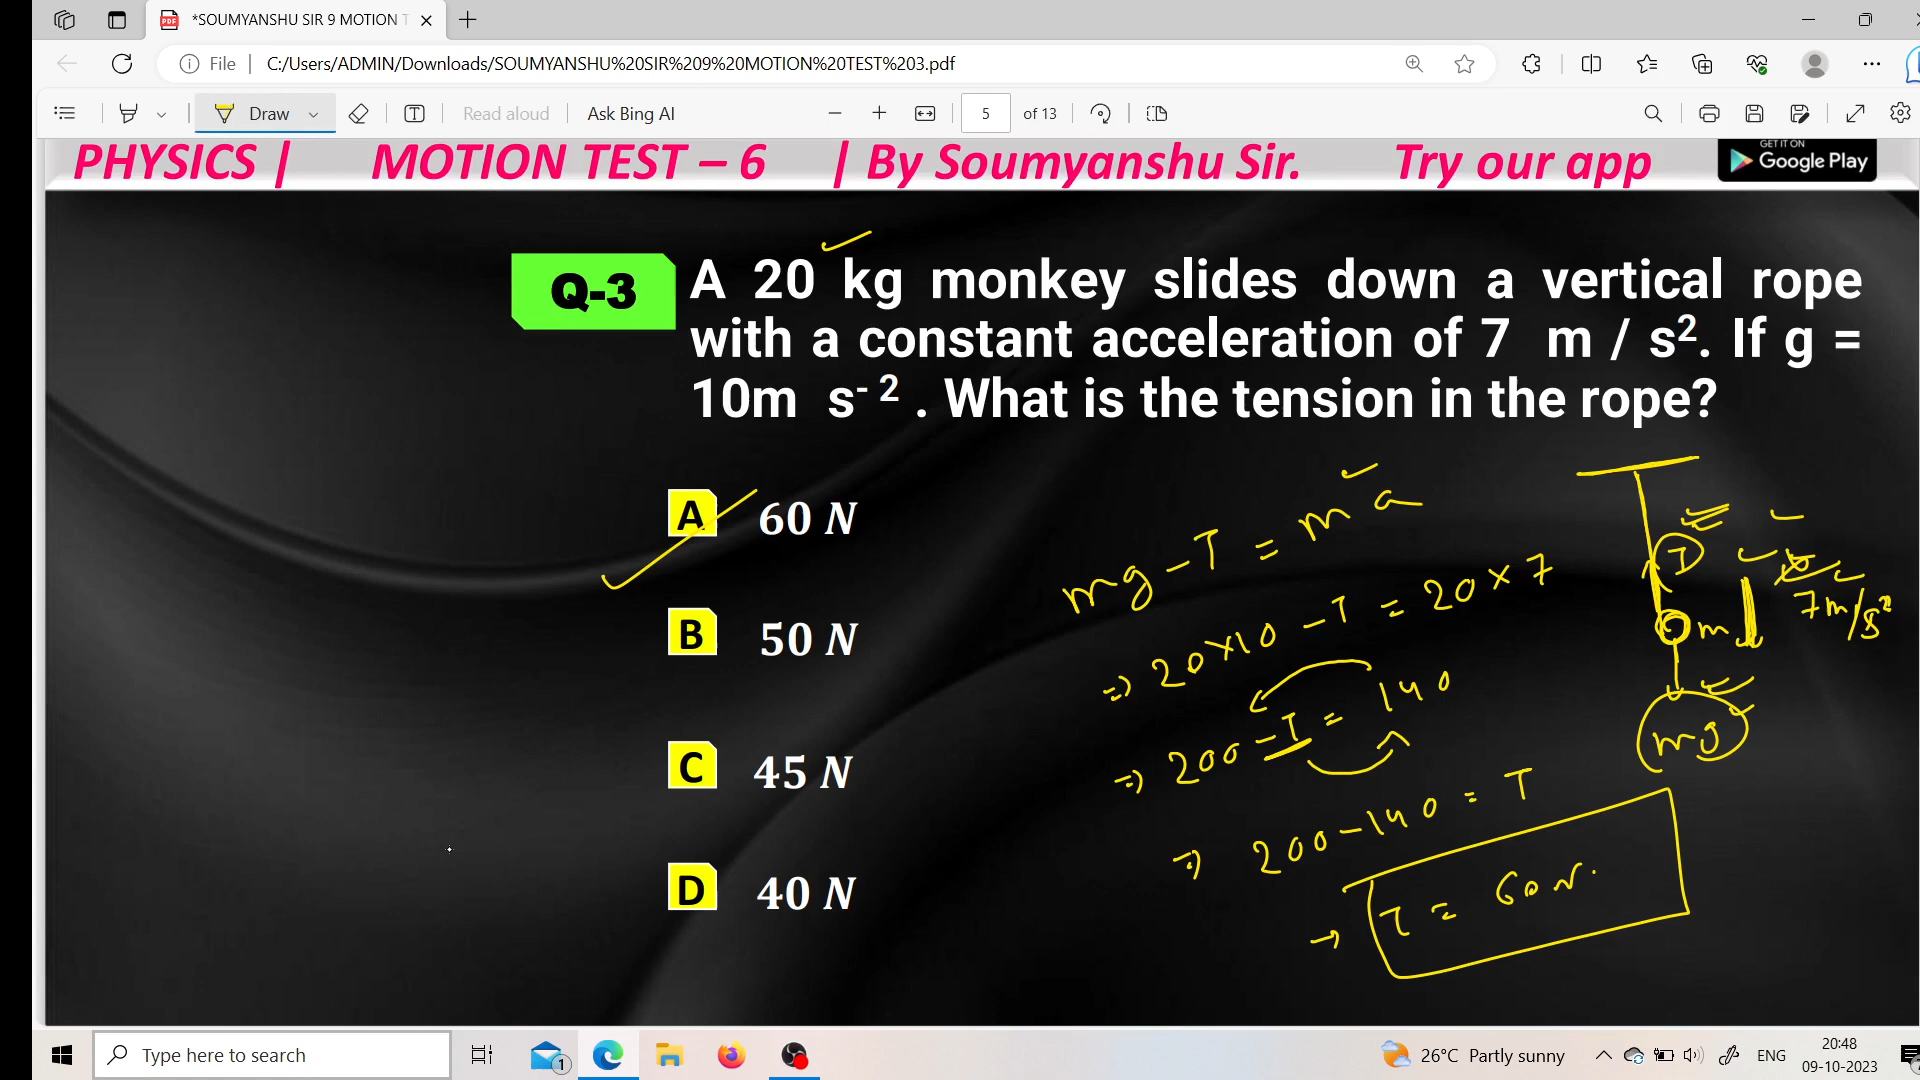 *SOUMYANSHU SIR 9 MOTION T
File
C:/Users/ADMIN/Downloads/SOUMYANSHU%20SIR%209%20MOTION%20TEST%203.pdf
Draw
Read aloud
Ask Bing AI
5 of 13
PHYSICS | MOTION TEST – 6 | By Soumyanshu Sir. Try our app
GET IT ON
Google Play
Q-3
A 20 kg monkey slides down a vertical rope
with a constant acceleration of 7 m / s². If g =
10m s⁻² . What is the tension in the rope?
A 60 N
B 50 N
C 45 N
D 40 N
mg - T = ma
⇒ 20×10 - T = 20×7
⇒ 200 - T = 140
⇒ 200 - 140 = T
→ T = 60 N.
T
m
7m/s²
mg
Type here to search
1
26°C Partly sunny
ENG
20:48
09-10-2023